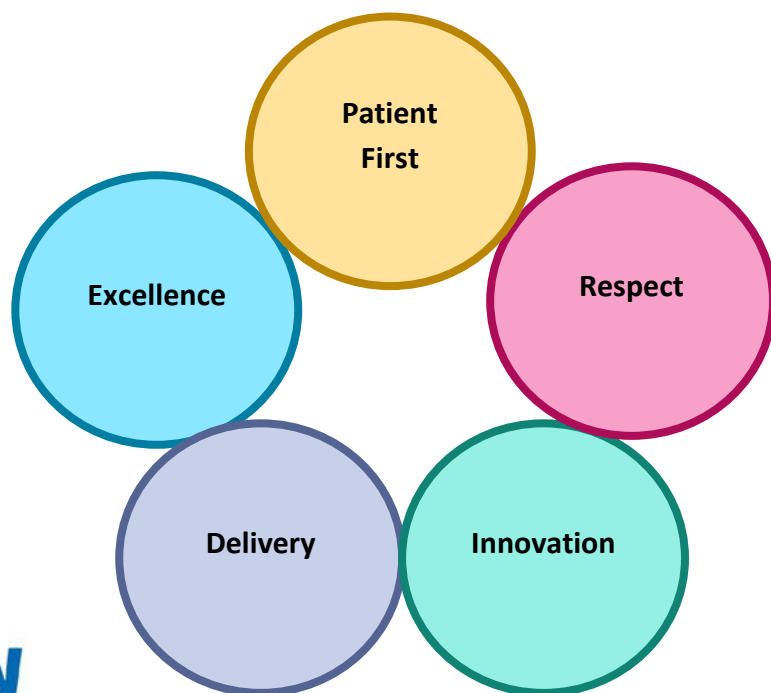 Patient
First
Excellence
Respect
Delivery
Innovation